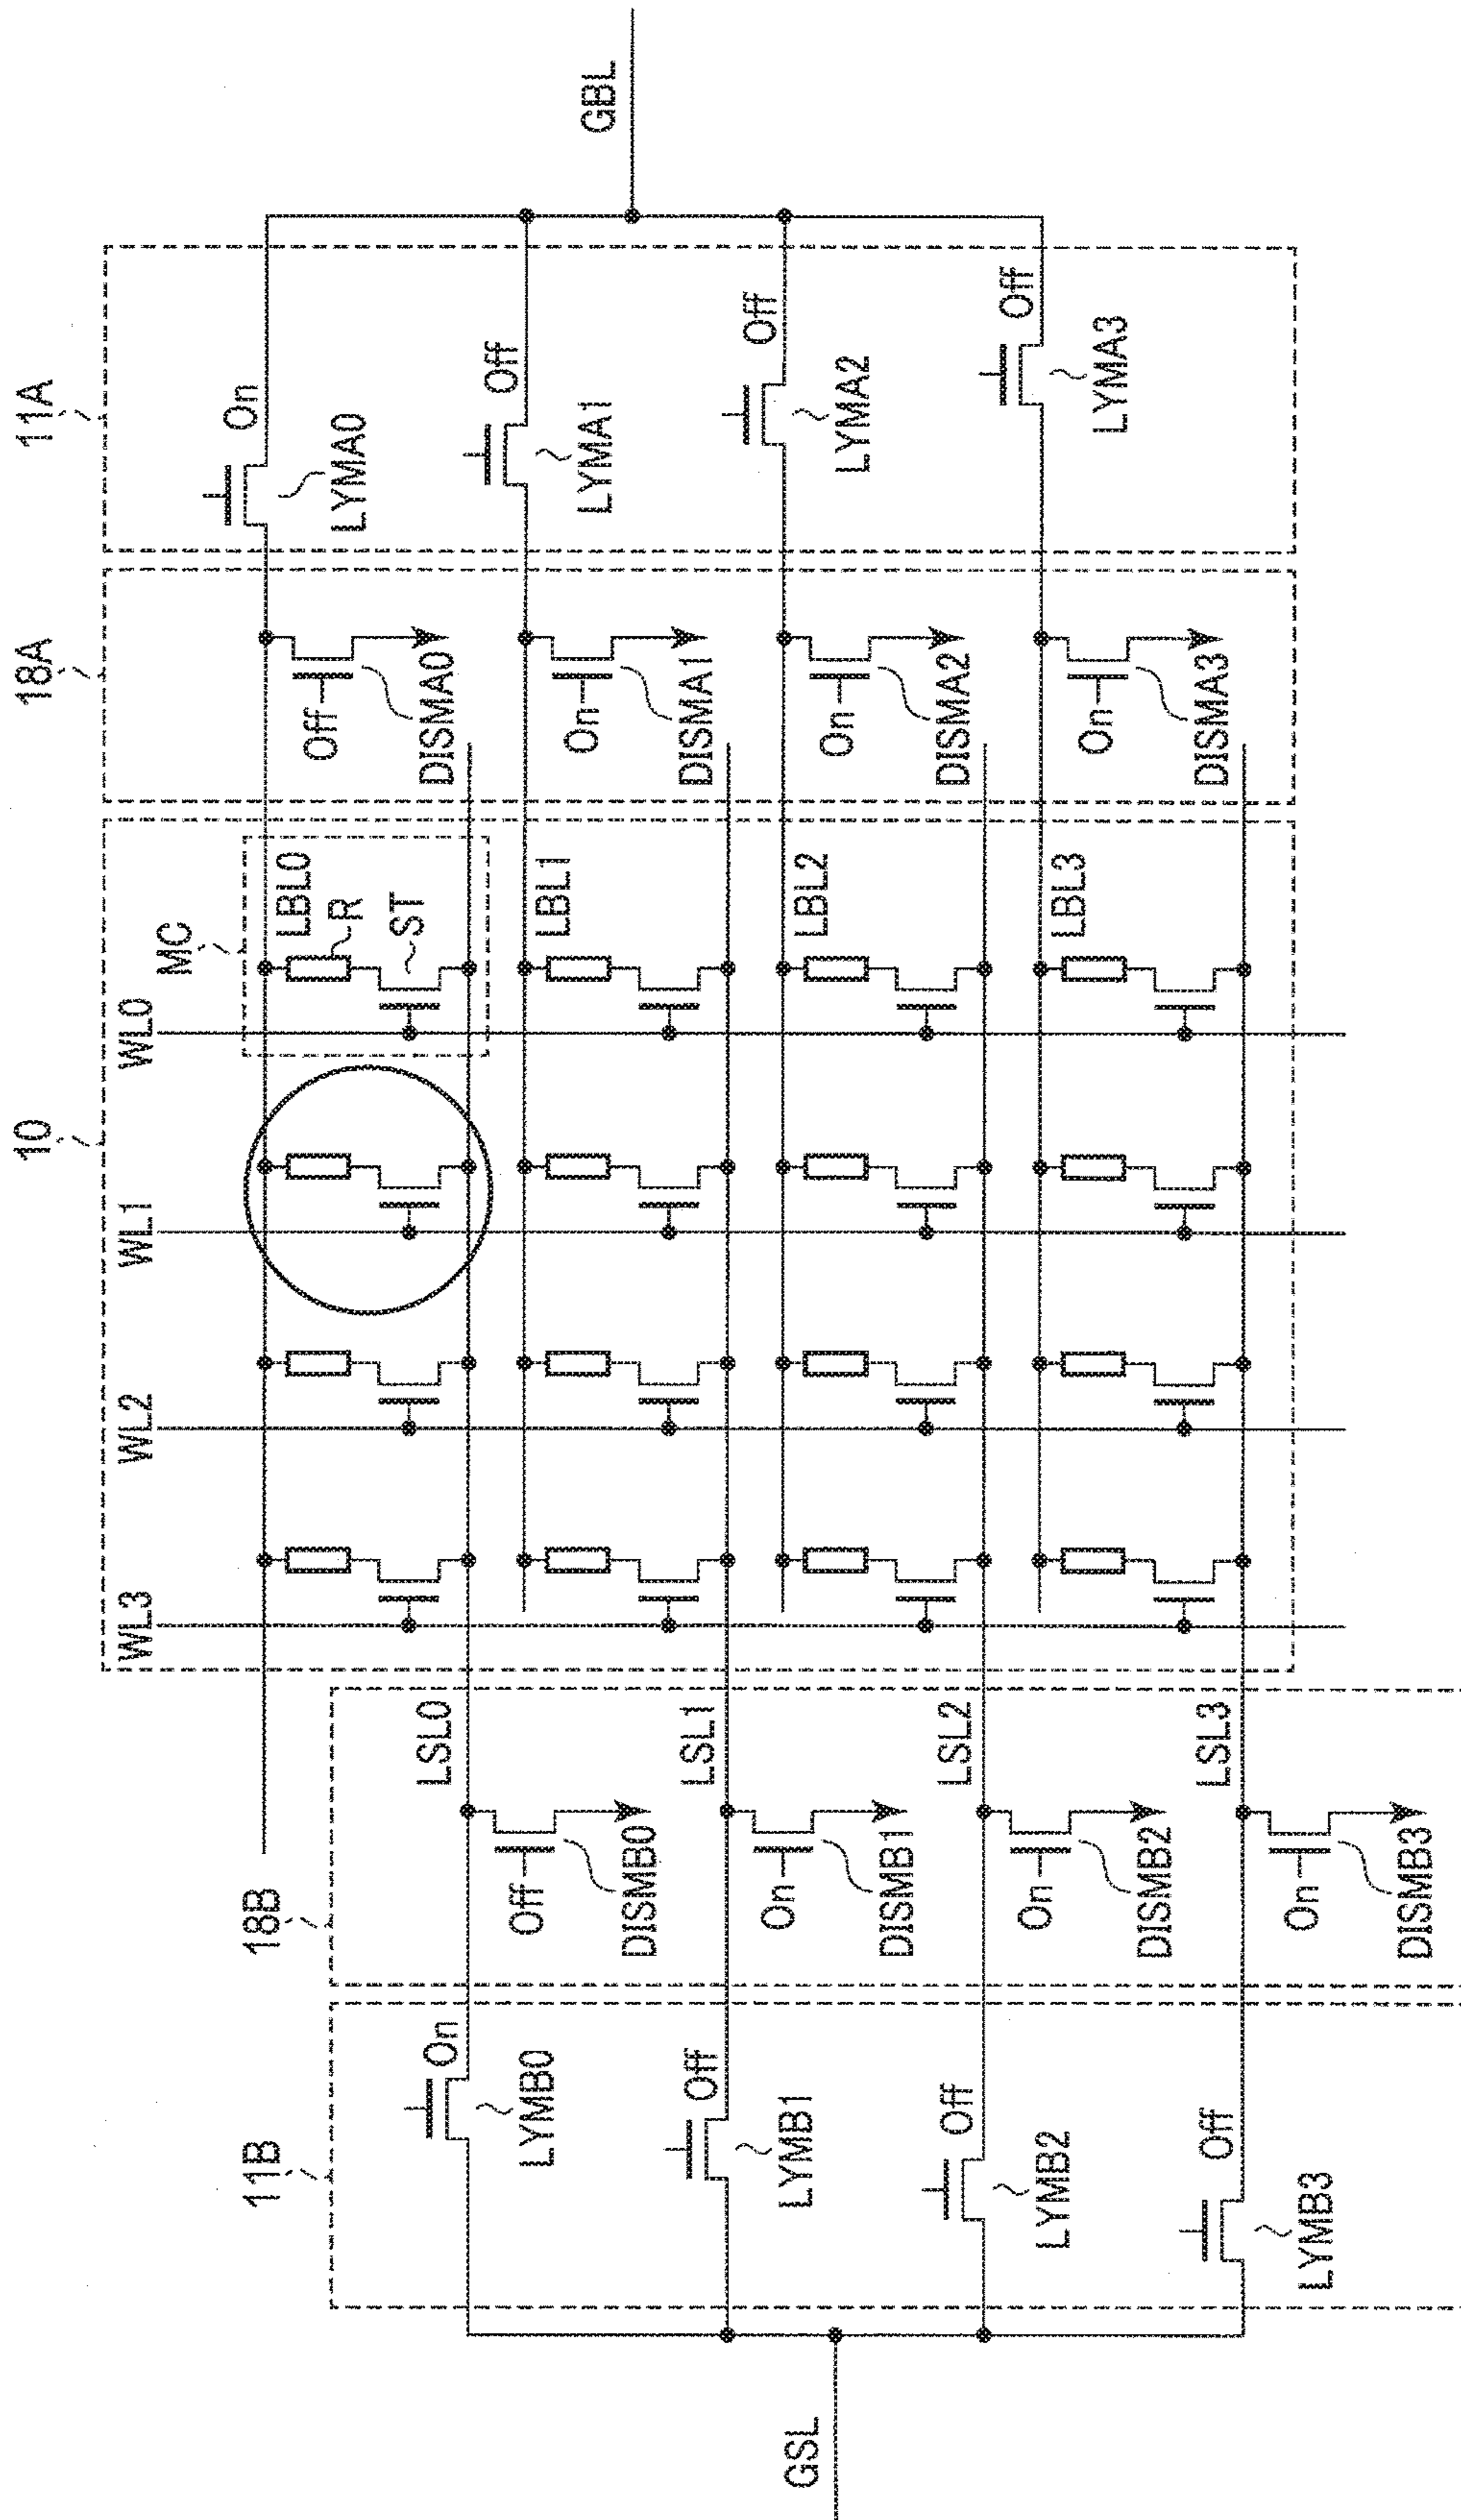 GBL
11A
On
LYMA0
Off
LYMA1
Off
LYMA2
Off
LYMA3
18A
Off
DISMA0
On
DISMA1
On
DISMA2
On
DISMA3
10
MC
LBL0
R
ST
LBL1
LBL2
LBL3
WL0
WL1
WL2
WL3
18B
LSL0
Off
DISMB0
LSL1
On
DISMB1
LSL2
On
DISMB2
LSL3
On
DISMB3
11B
On
LYMB0
Off
LYMB1
Off
LYMB2
Off
LYMB3
GSL